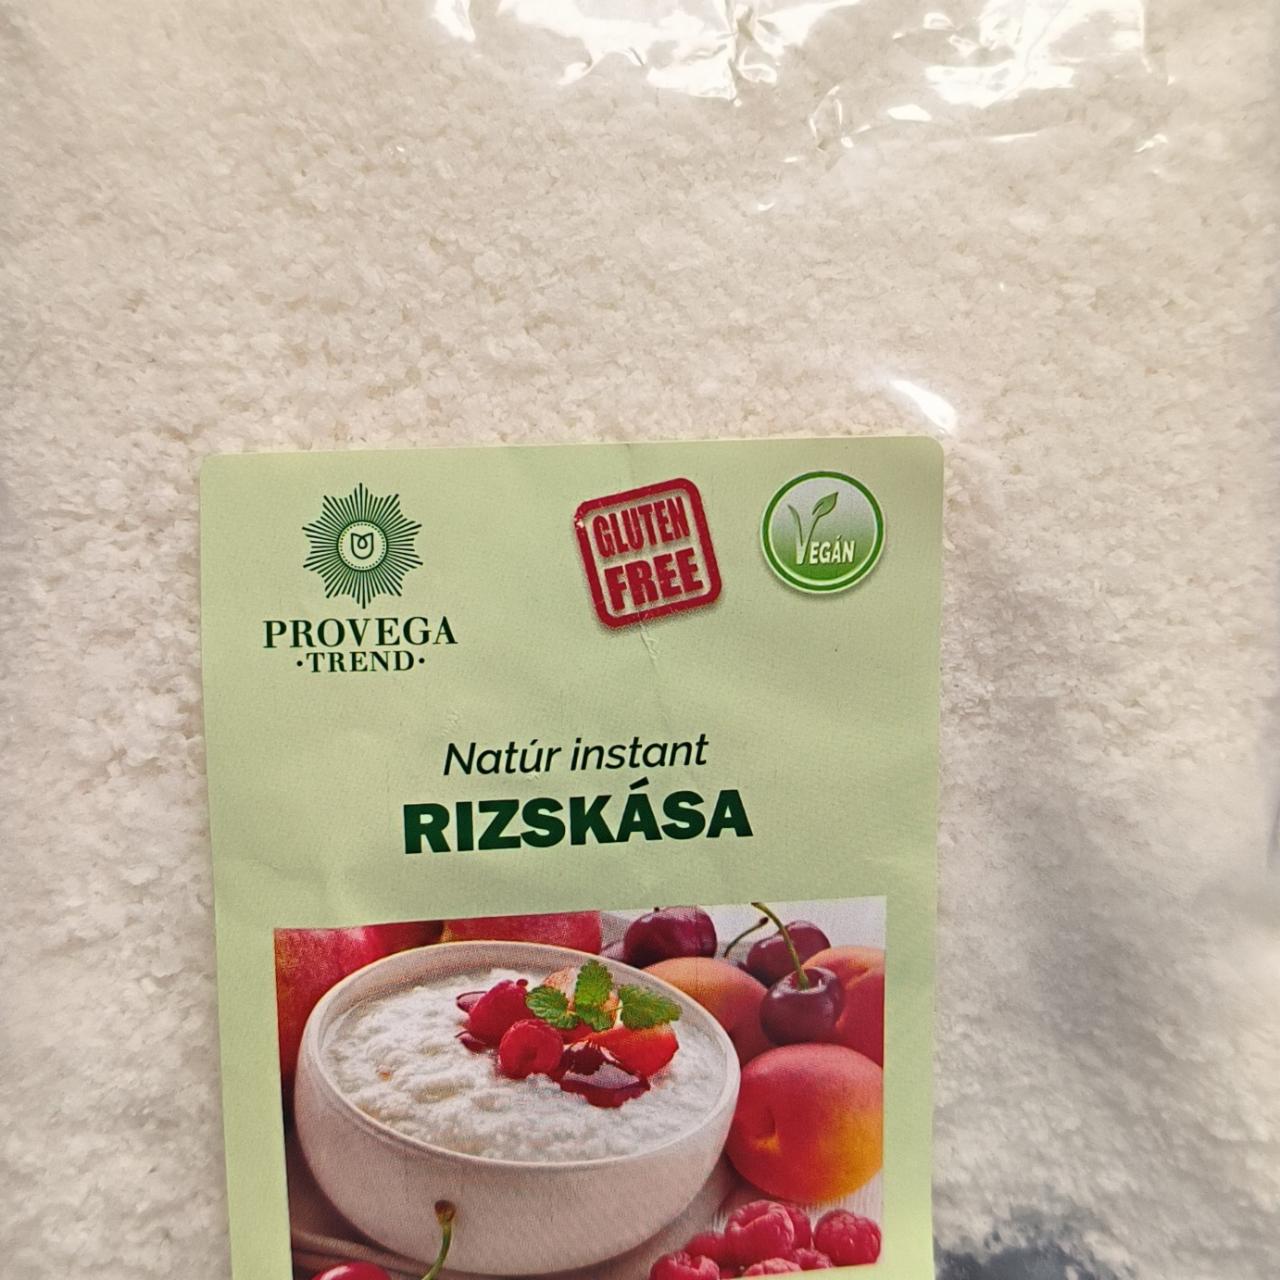 PROVEGA
•TREND•
GLUTEN
FREE
VEGÁN
Natúr instant
RIZSKÁSA